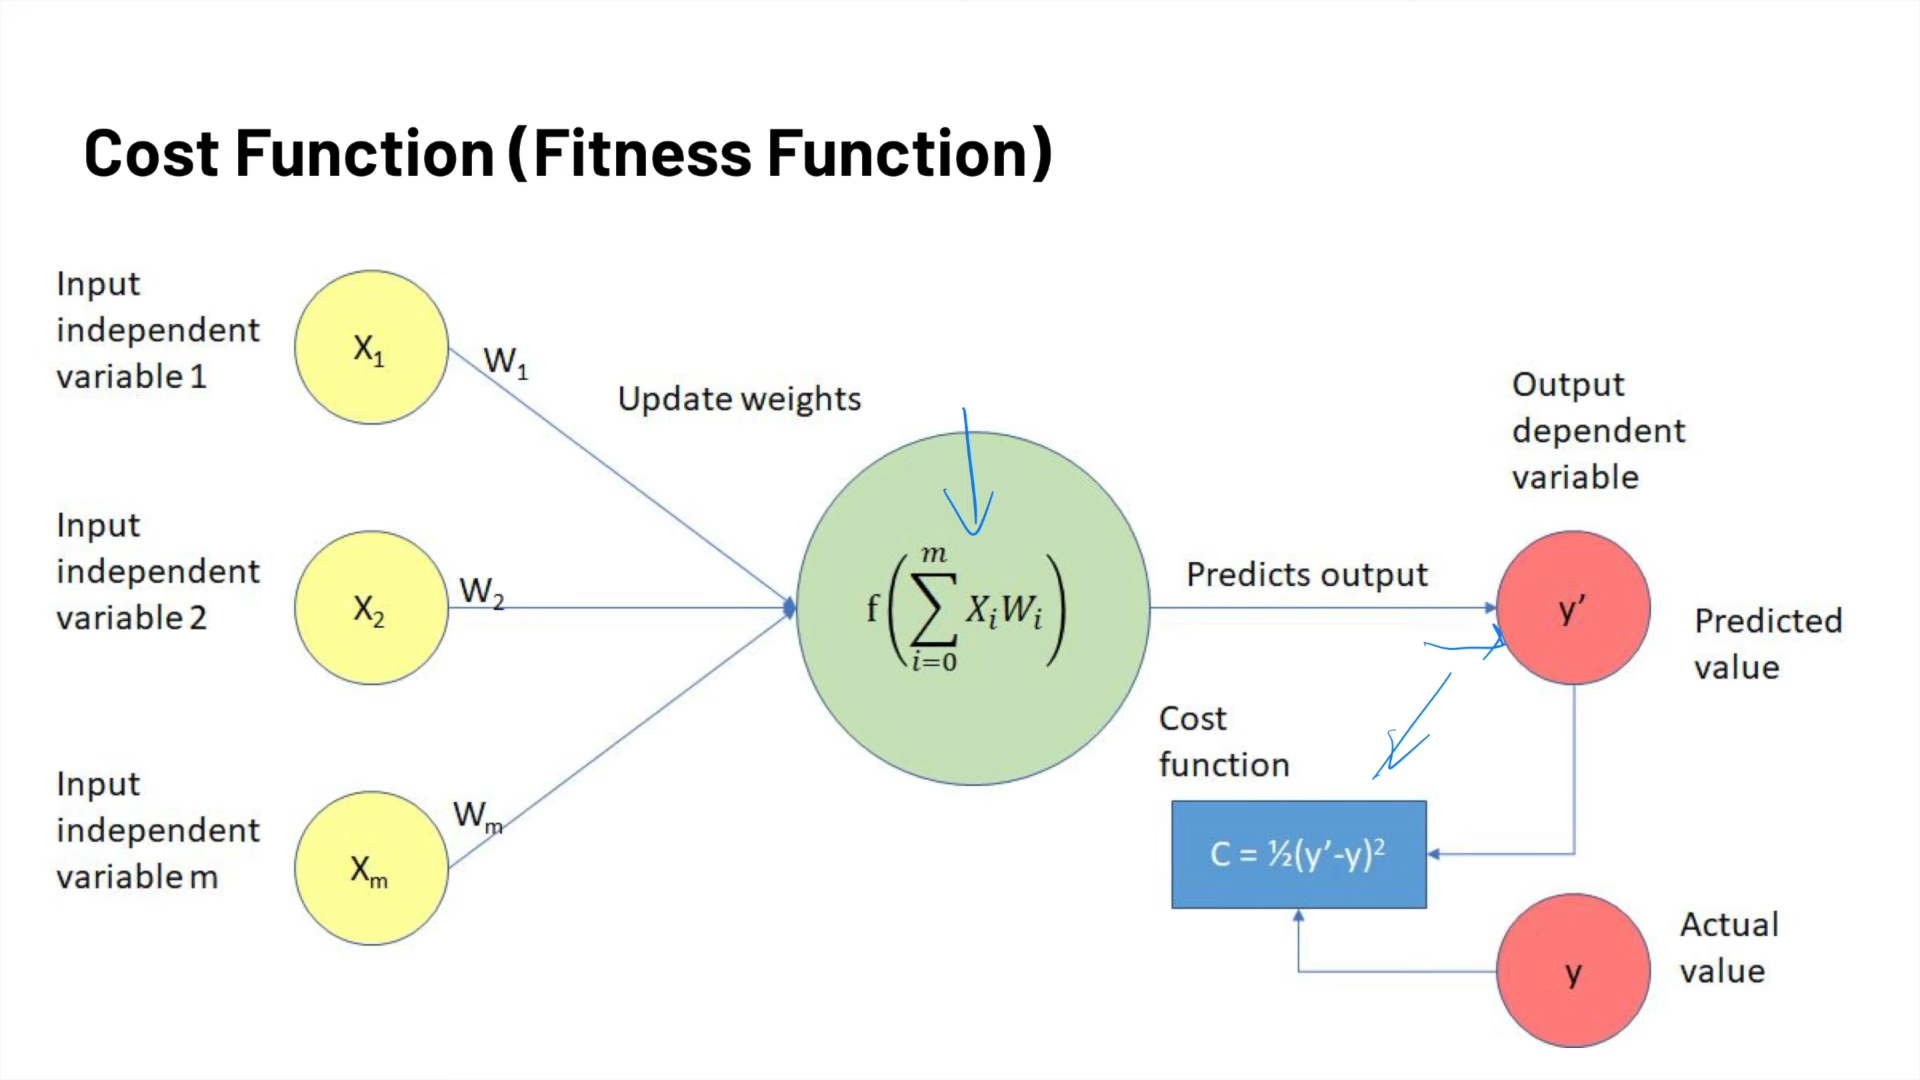 Cost Function (Fitness Function)
Input
independent
variable 1
X₁
W₁
Update weights
Input
independent
variable 2
X₂
W₂
Input
independent
variable m
Xₘ
Wₘ
f(∑ᵢ₌₀ᵐ XᵢWᵢ)
Predicts output
Output
dependent
variable
y’
Predicted
value
Cost
function
C = ½(y’-y)²
y
Actual
value